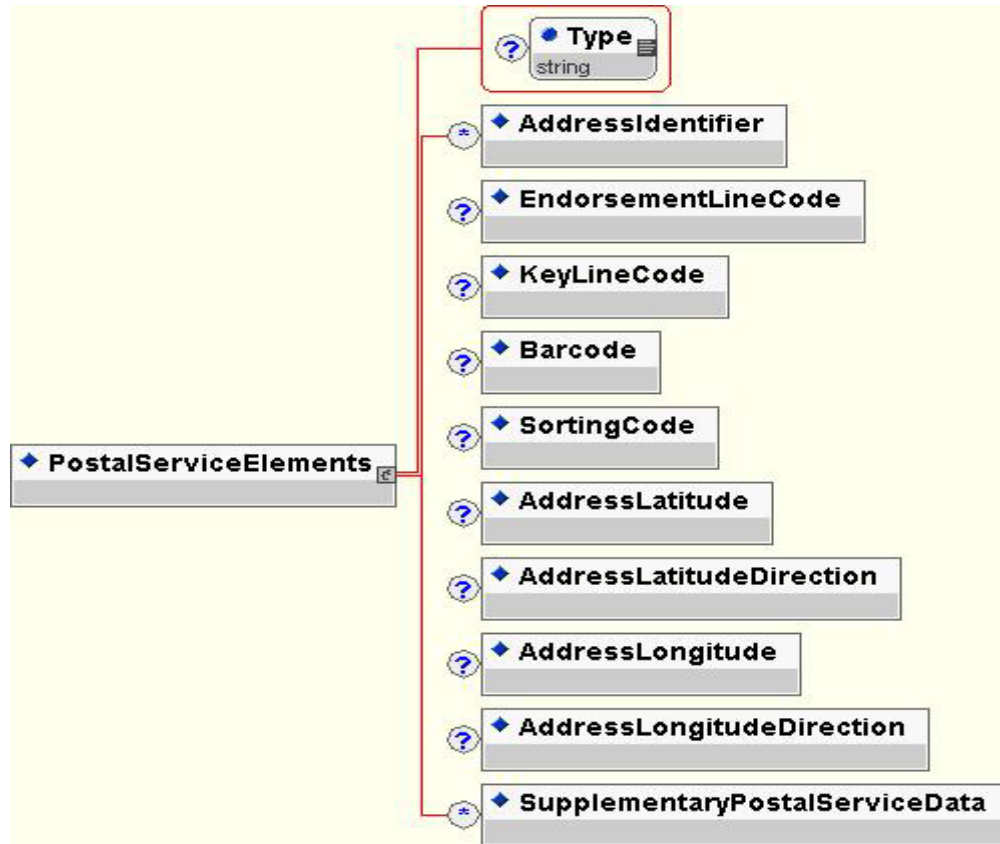 ? Type
string
* AddressIdentifier
? EndorsementLineCode
? KeyLineCode
? Barcode
? SortingCode
PostalServiceElements
? AddressLatitude
? AddressLatitudeDirection
? AddressLongitude
? AddressLongitudeDirection
* SupplementaryPostalServiceData